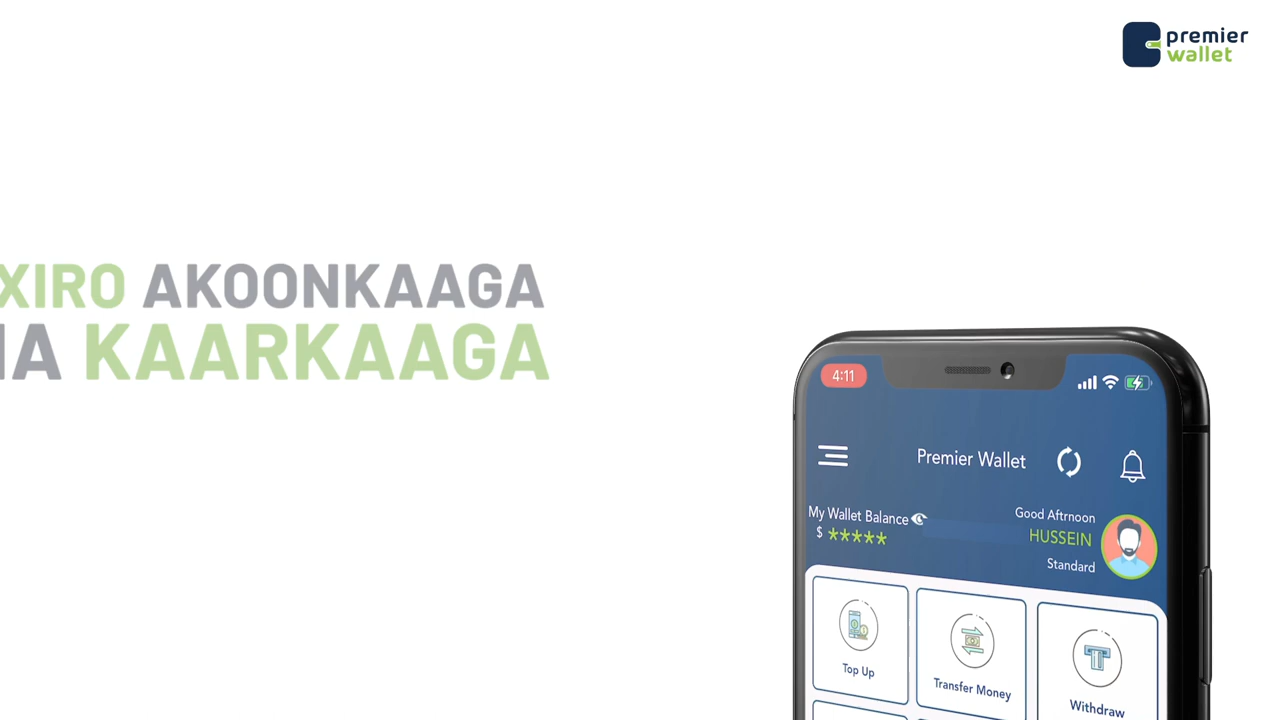 premier
wallet
XIRO AKOONKAAGA
KAARKAAGA
4:11
Premier Wallet
My Wallet Balance
$ *****
Good Aftrnoon
HUSSEIN
Standard
Top Up
Transfer Money
Withdraw